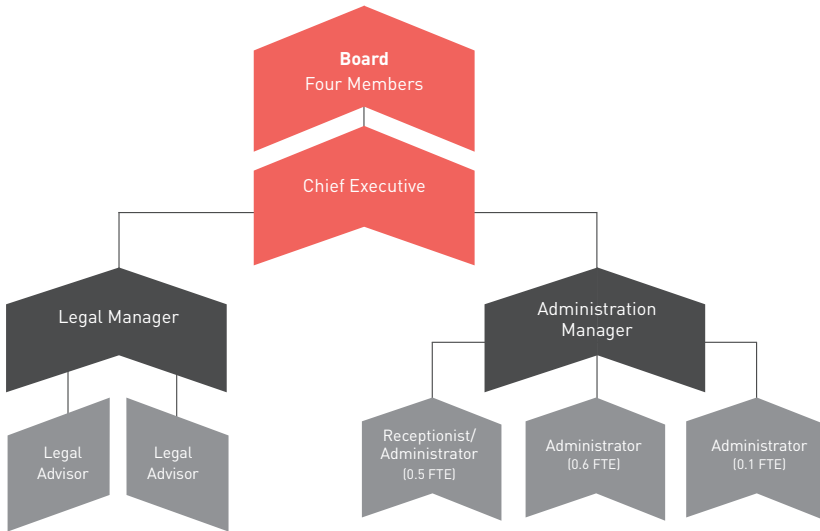 Board
Four Members
Chief Executive
Legal Manager
Administration
Manager
Legal
Advisor
Legal
Advisor
Receptionist/
Administrator
(0.5 FTE)
Administrator
(0.6 FTE)
Administrator
(0.1 FTE)